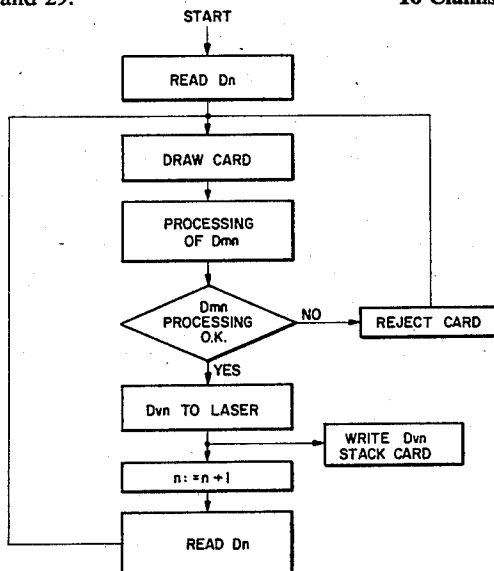 and 29.
10 Claims
START
READ Dn
DRAW CARD
PROCESSING
OF Dmn
Dmn
PROCESSING
O.K.
NO
REJECT CARD
YES
Dvn TO LASER
WRITE Dvn
STACK CARD
n:=n+1
READ Dn